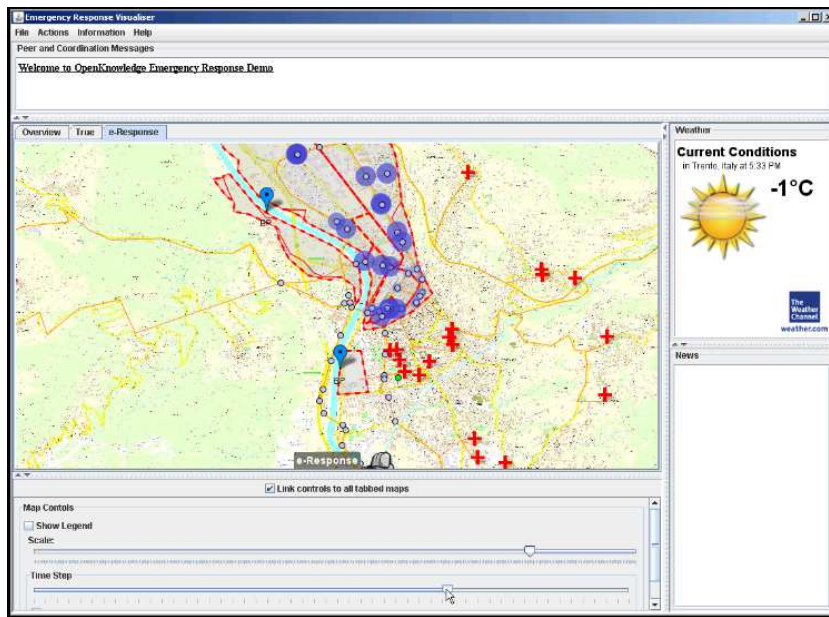 Emergency Response Visualiser
File Actions Information Help
Peer and Coordination Messages
Welcome to OpenKnowledge Emergency Response Demo
Overview True e-Response
Weather
Current Conditions
in Trento, Italy at 5:33 PM
-1°C
The
Weather
Channel
weather.com
BP
BP
News
e-Response
Link controls to all tabbed maps
Map Contols
Show Legend
Scale:
Time Step